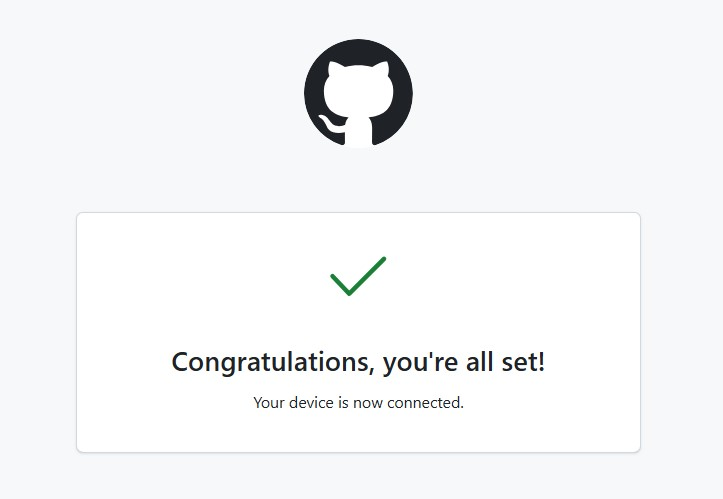 Congratulations, you're all set!
Your device is now connected.